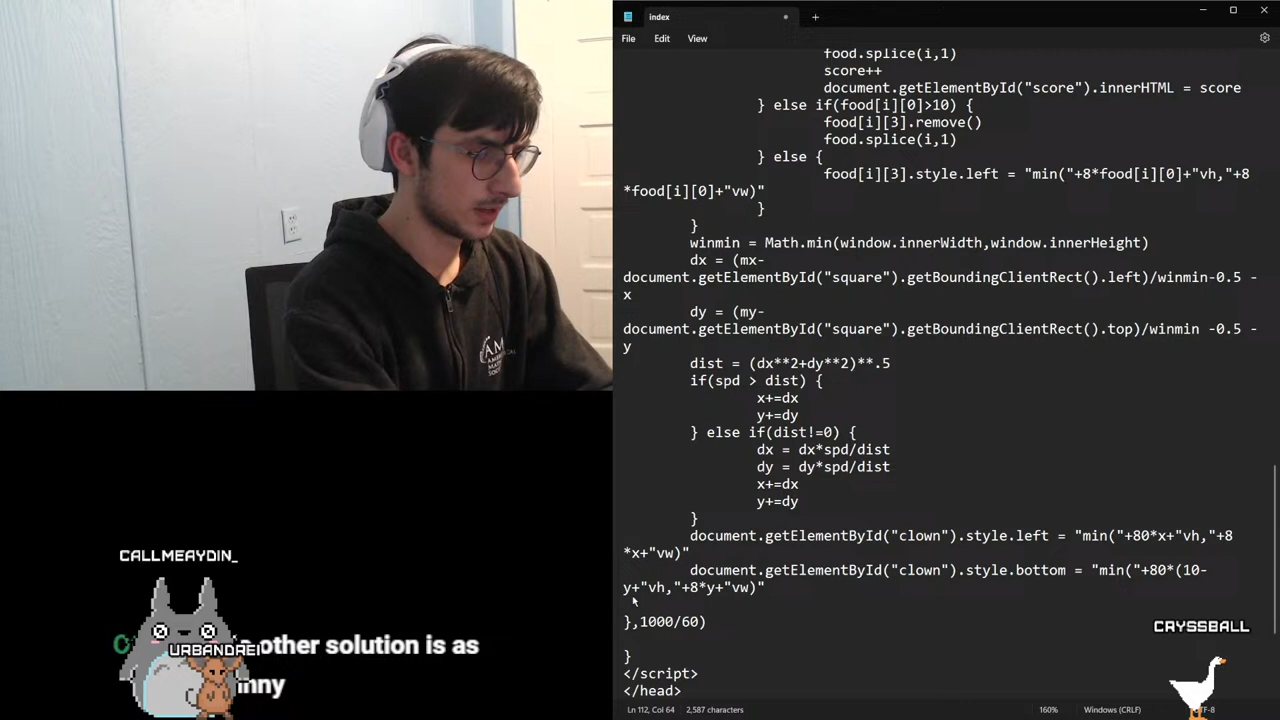 index
File Edit View
food.splice(i,1)
score++
document.getElementById("score").innerHTML = score
} else if(food[i][0]>10) {
food[i][3].remove()
food.splice(i,1)
} else {
food[i][3].style.left = "min("+8*food[i][0]+"vh,"+8
*food[i][0]+"vw)"
}
}
winmin = Math.min(window.innerWidth,window.innerHeight)
dx = (mx-
document.getElementById("square").getBoundingClientRect().left)/winmin-0.5 -
x
dy = (my-
document.getElementById("square").getBoundingClientRect().top)/winmin -0.5 -
y
dist = (dx**2+dy**2)**.5
if(spd > dist) {
x+=dx
y+=dy
} else if(dist!=0) {
dx = dx*spd/dist
dy = dy*spd/dist
x+=dx
y+=dy
}
document.getElementById("clown").style.left = "min("+80*x+"vh,"+8
*x+"vw)"
document.getElementById("clown").style.bottom = "min("+80*(10-
y+"vh,"+8*y+"vw)"
},1000/60)
}
</script>
</head>
Ln 112, Col 64 2,587 characters 160% Windows (CRLF)
AM
CALLMEAYDIN_
other solution is as
URBANDREI
CRYSSBALL